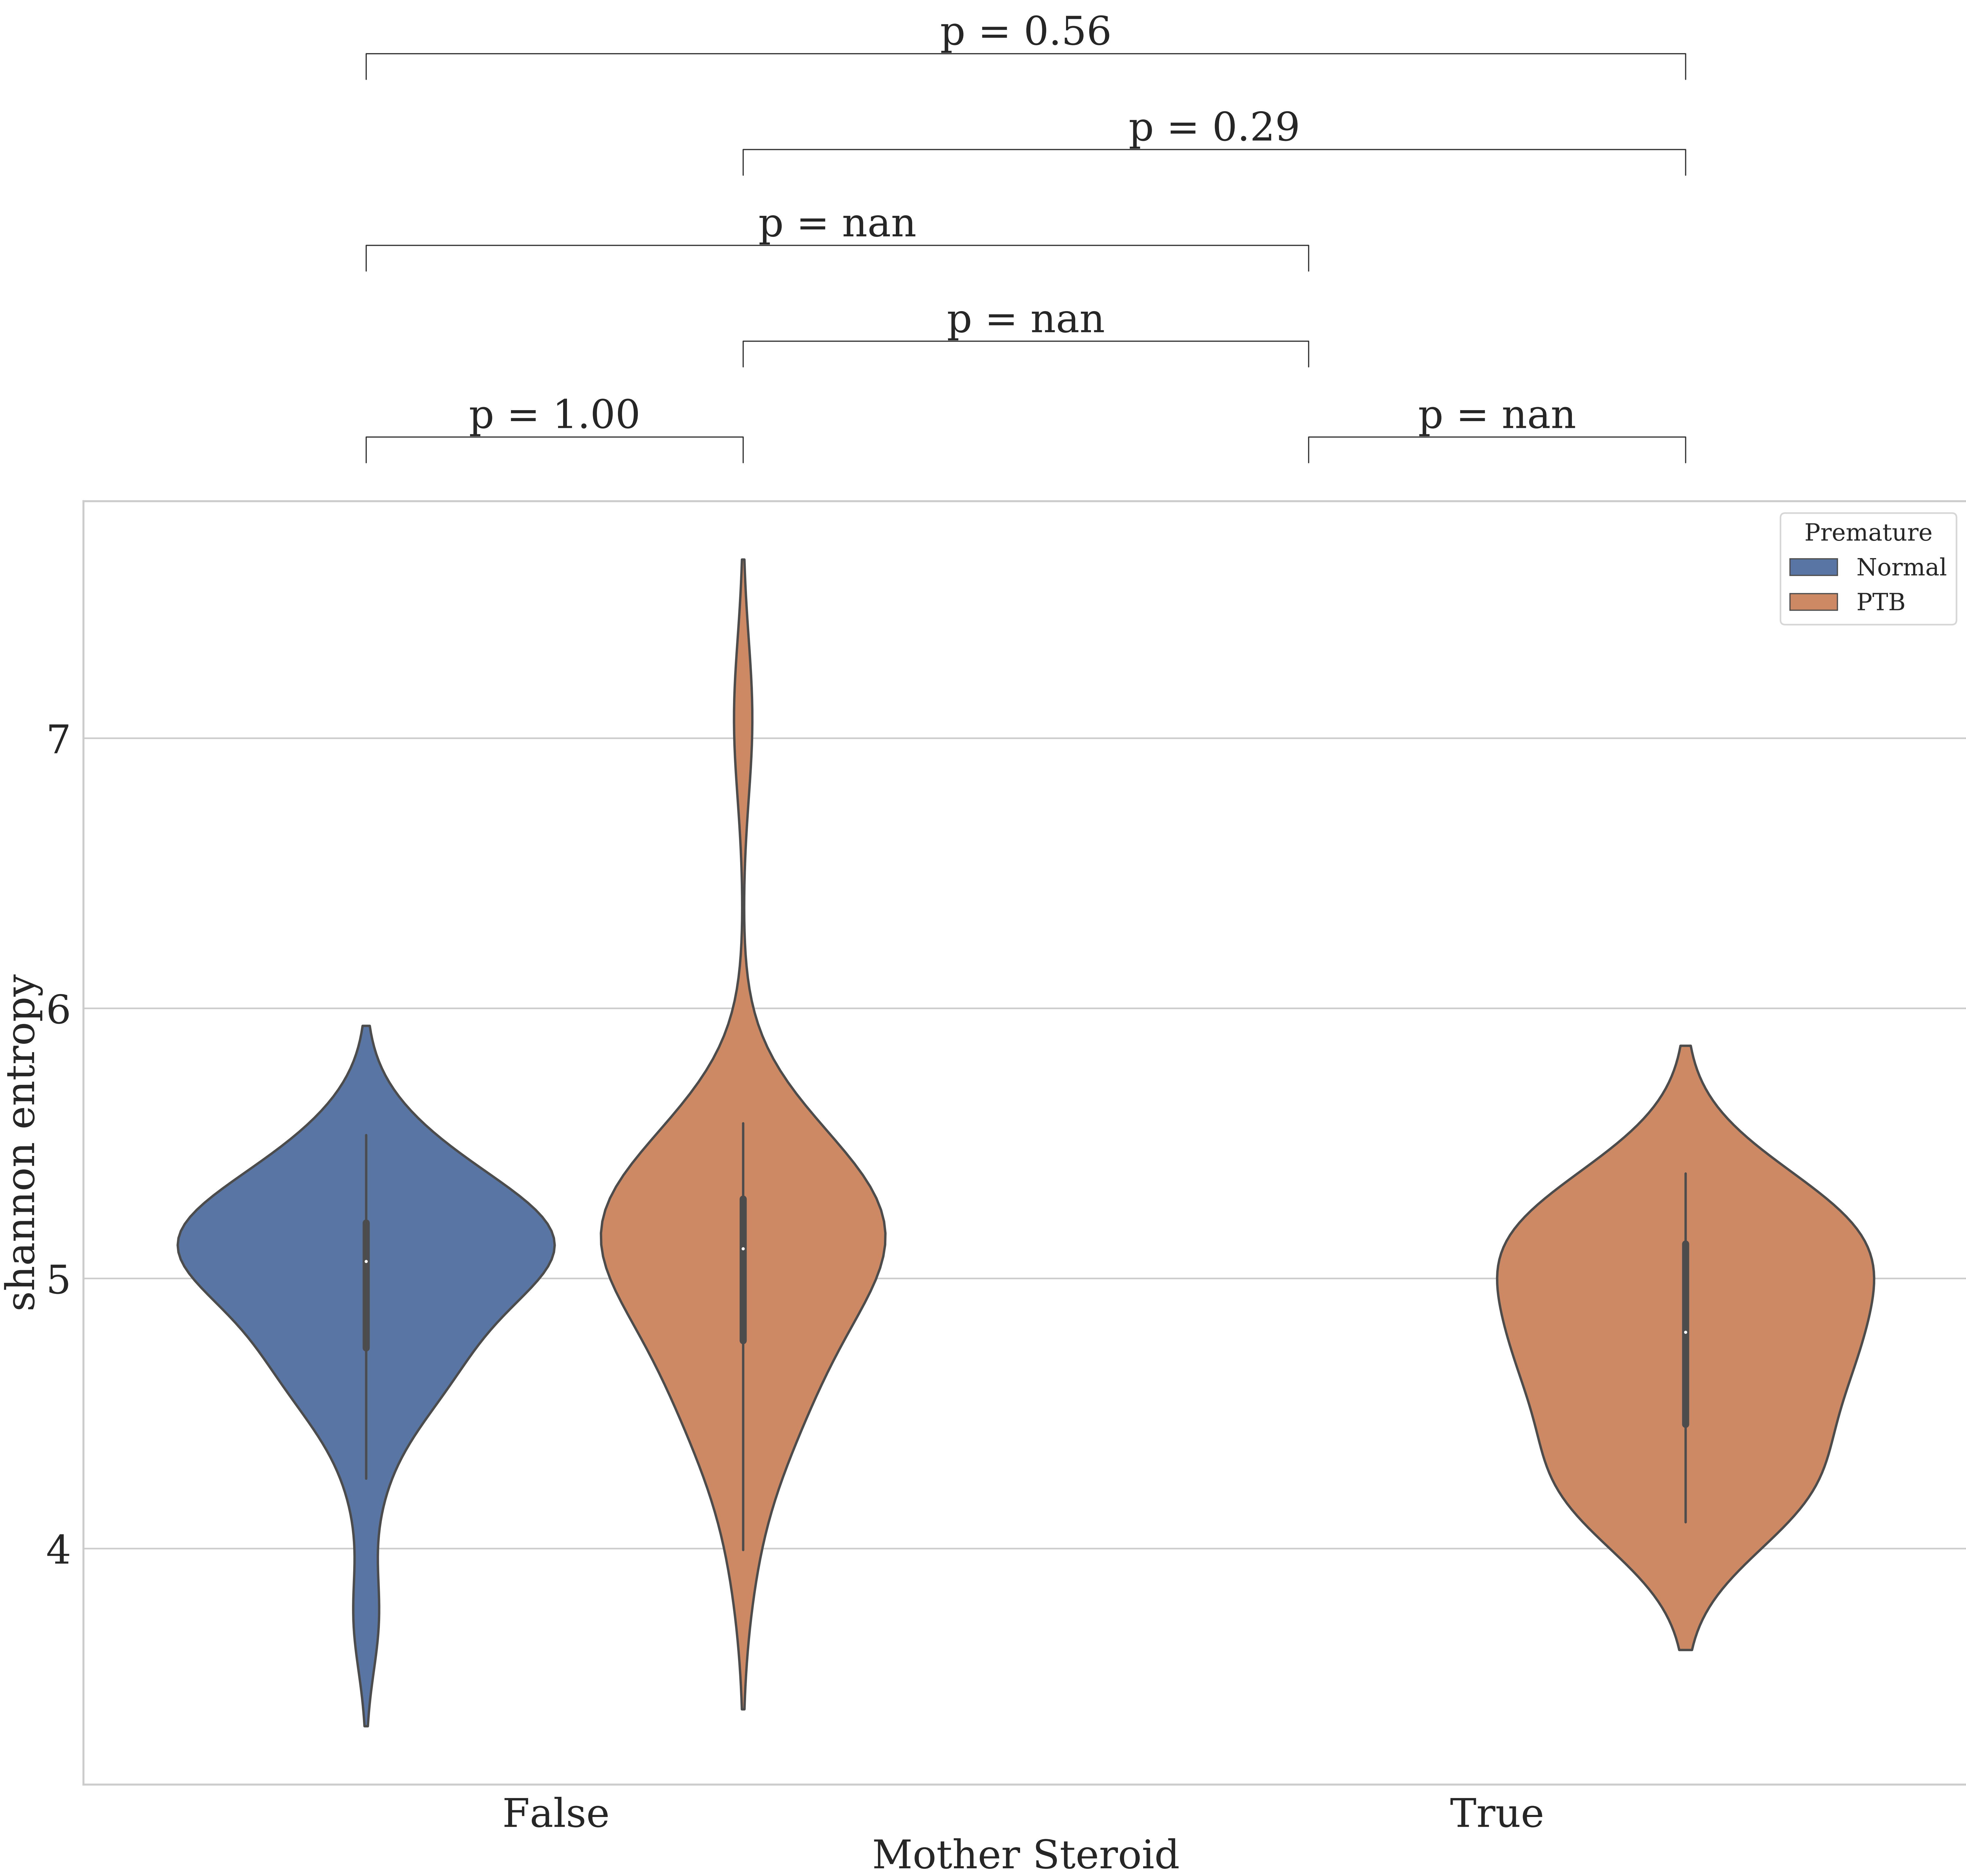 p = 0.56
p = 0.29
p = nan
p = nan
p = 1.00
p = nan
Premature
Normal
PTB
7
6
5
4
shannon entropy
False
True
Mother Steroid